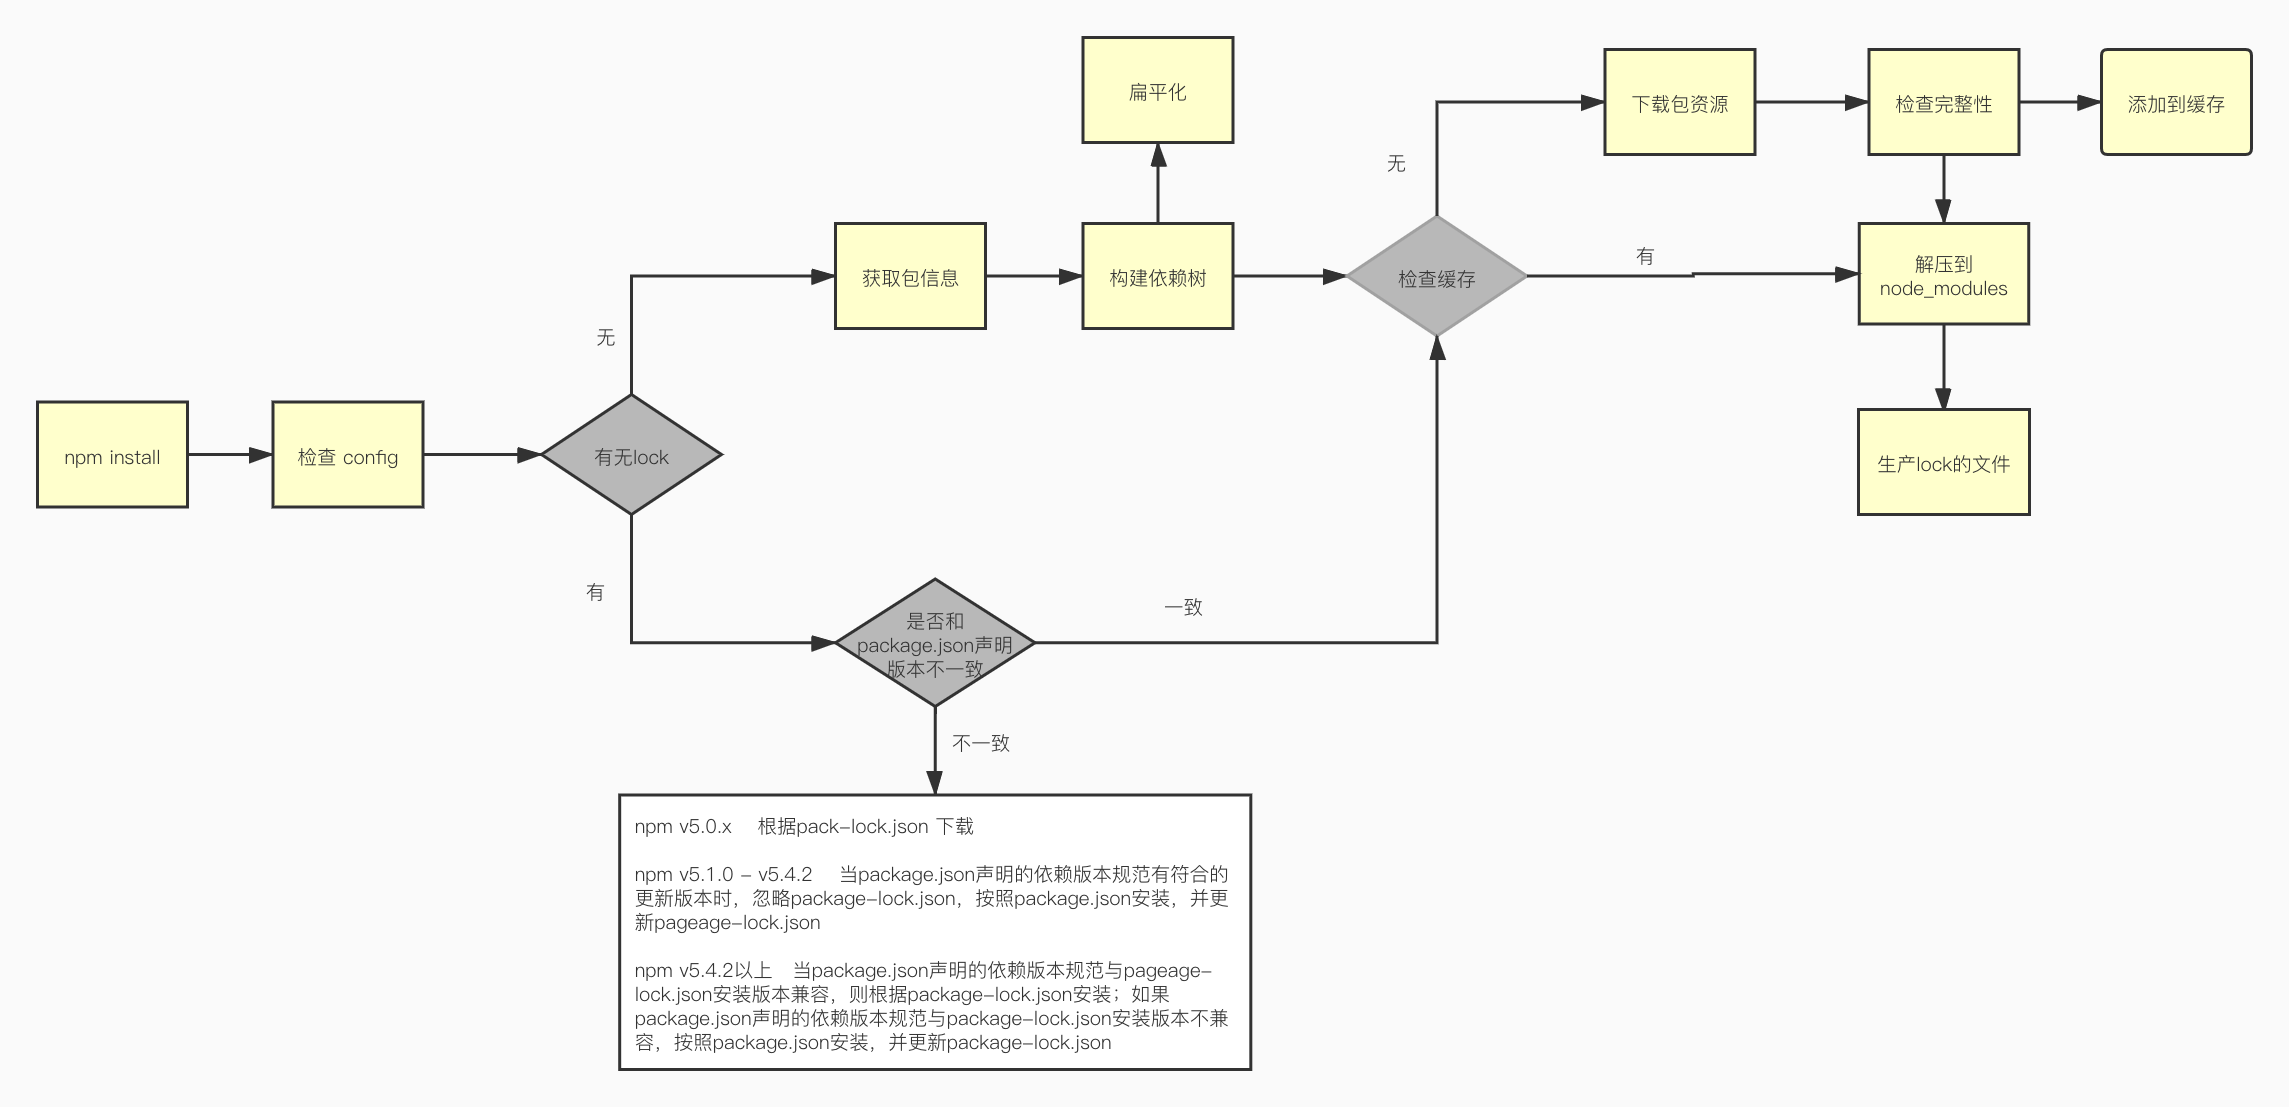 扁平化
下载包资源
检查完整性
添加到缓存
无
获取包信息
构建依赖树
检查缓存
有
解压到
node_modules
无
npm install
检查 config
有无lock
生产lock的文件
有
是否和
package.json声明
版本不一致
一致
不一致
npm v5.0.x 根据pack-lock.json 下载
npm v5.1.0 - v5.4.2 当package.json声明的依赖版本规范有符合的
更新版本时，忽略package-lock.json，按照package.json安装，并更
新pageage-lock.json
npm v5.4.2以上 当package.json声明的依赖版本规范与pageage-
lock.json安装版本兼容，则根据package-lock.json安装；如果
package.json声明的依赖版本规范与package-lock.json安装版本不兼
容，按照package.json安装，并更新package-lock.json